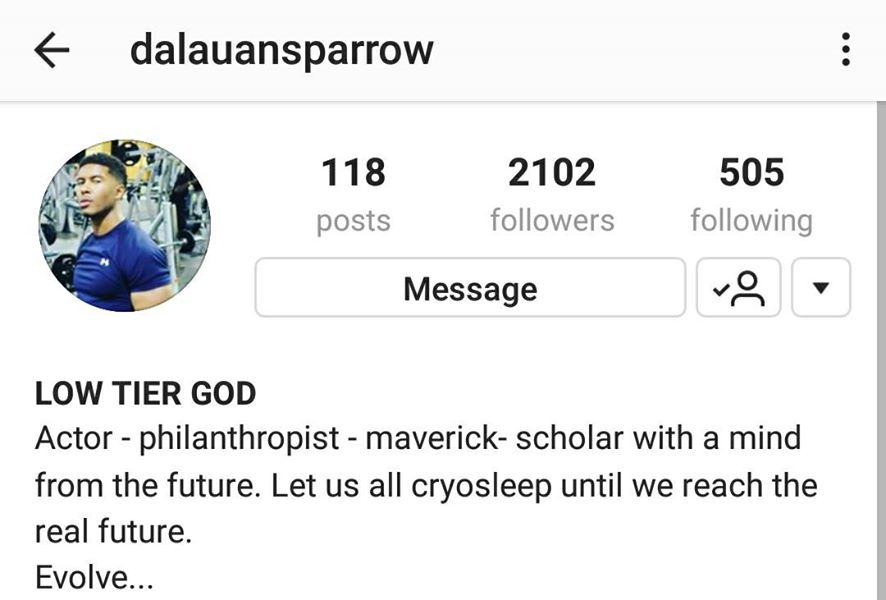 dalauansparrow
118 2102 505
posts followers following
Message
LOW TIER GOD
Actor - philanthropist - maverick- scholar with a mind
from the future. Let us all cryosleep until we reach the
real future.
Evolve...